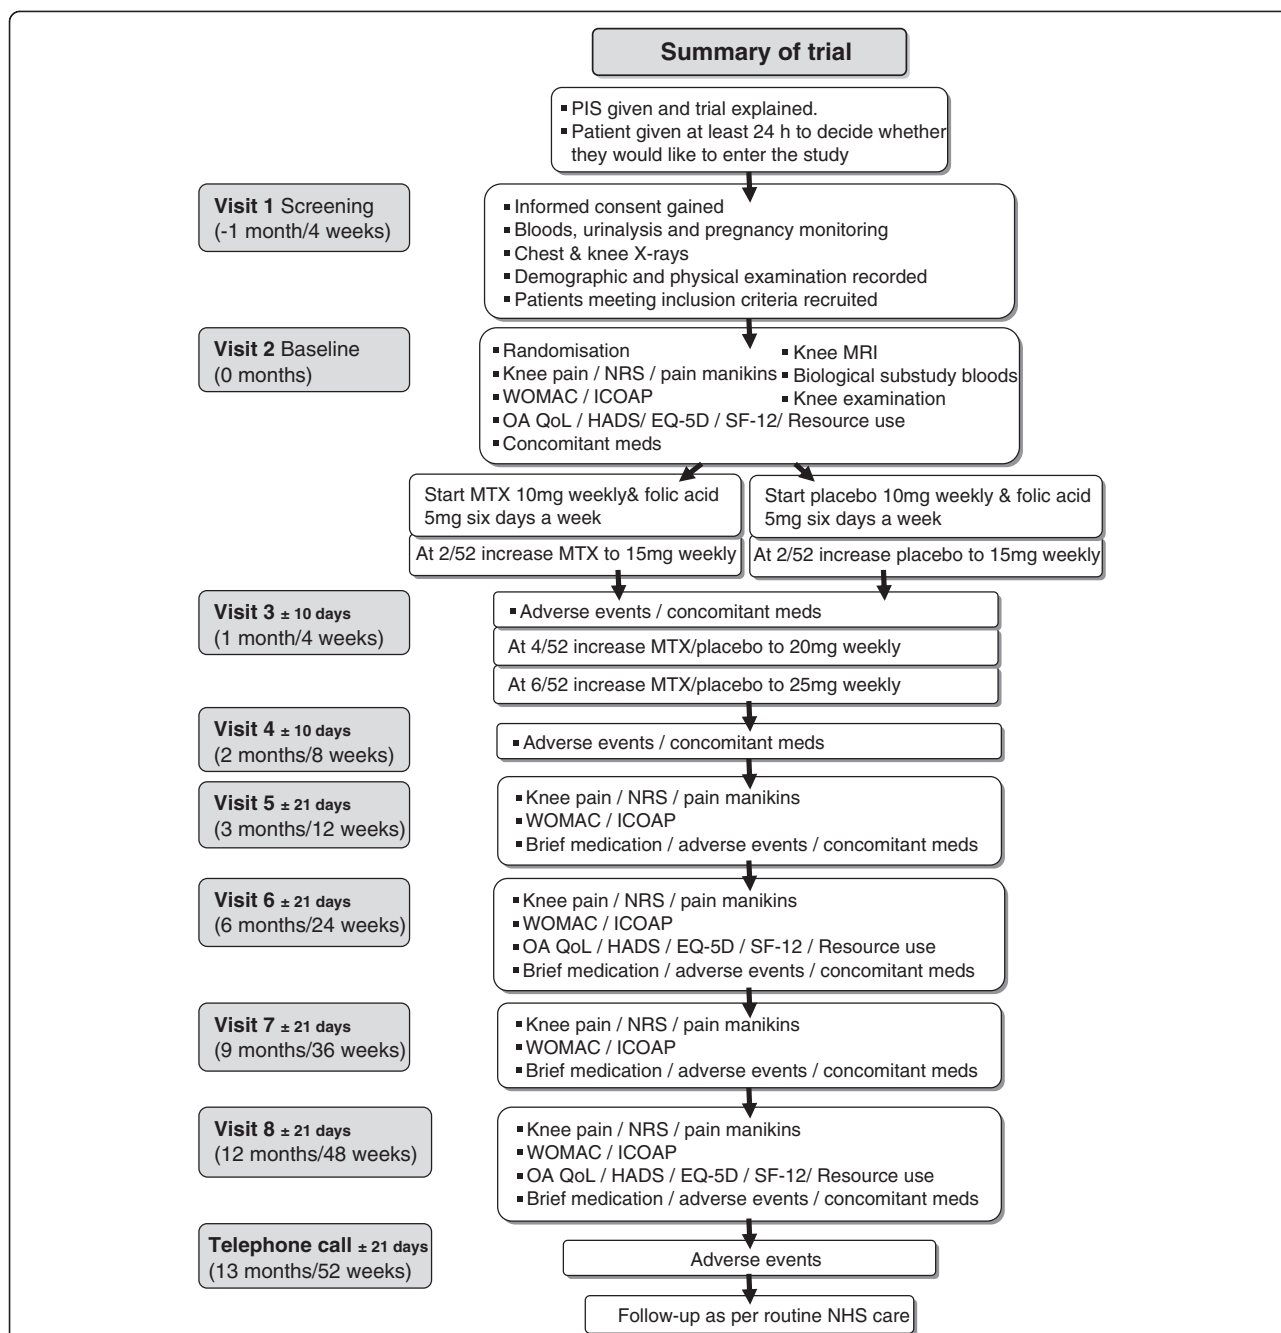 Summary of trial
▪ PIS given and trial explained.
▪ Patient given at least 24 h to decide whether
they would like to enter the study
Visit 1 Screening
(-1 month/4 weeks)
▪ Informed consent gained
▪ Bloods, urinalysis and pregnancy monitoring
▪ Chest & knee X-rays
▪ Demographic and physical examination recorded
▪ Patients meeting inclusion criteria recruited
Visit 2 Baseline
(0 months)
▪ Randomisation
▪ Knee pain / NRS / pain manikins
▪ WOMAC / ICOAP
▪ OA QoL / HADS/ EQ-5D / SF-12/ Resource use
▪ Concomitant meds
▪ Knee MRI
▪ Biological substudy bloods
▪ Knee examination
Start MTX 10mg weekly& folic acid
5mg six days a week
At 2/52 increase MTX to 15mg weekly
Start placebo 10mg weekly & folic acid
5mg six days a week
At 2/52 increase placebo to 15mg weekly
Visit 3 ± 10 days
(1 month/4 weeks)
▪ Adverse events / concomitant meds
At 4/52 increase MTX/placebo to 20mg weekly
At 6/52 increase MTX/placebo to 25mg weekly
Visit 4 ± 10 days
(2 months/8 weeks)
▪ Adverse events / concomitant meds
Visit 5 ± 21 days
(3 months/12 weeks)
▪ Knee pain / NRS / pain manikins
▪ WOMAC / ICOAP
▪ Brief medication / adverse events / concomitant meds
Visit 6 ± 21 days
(6 months/24 weeks)
▪ Knee pain / NRS / pain manikins
▪ WOMAC / ICOAP
▪ OA QoL / HADS / EQ-5D / SF-12 / Resource use
▪ Brief medication / adverse events / concomitant meds
Visit 7 ± 21 days
(9 months/36 weeks)
▪ Knee pain / NRS / pain manikins
▪ WOMAC / ICOAP
▪ Brief medication / adverse events / concomitant meds
Visit 8 ± 21 days
(12 months/48 weeks)
▪ Knee pain / NRS / pain manikins
▪ WOMAC / ICOAP
▪ OA QoL / HADS / EQ-5D / SF-12/ Resource use
▪ Brief medication / adverse events / concomitant meds
Telephone call ± 21 days
(13 months/52 weeks)
Adverse events
Follow-up as per routine NHS care